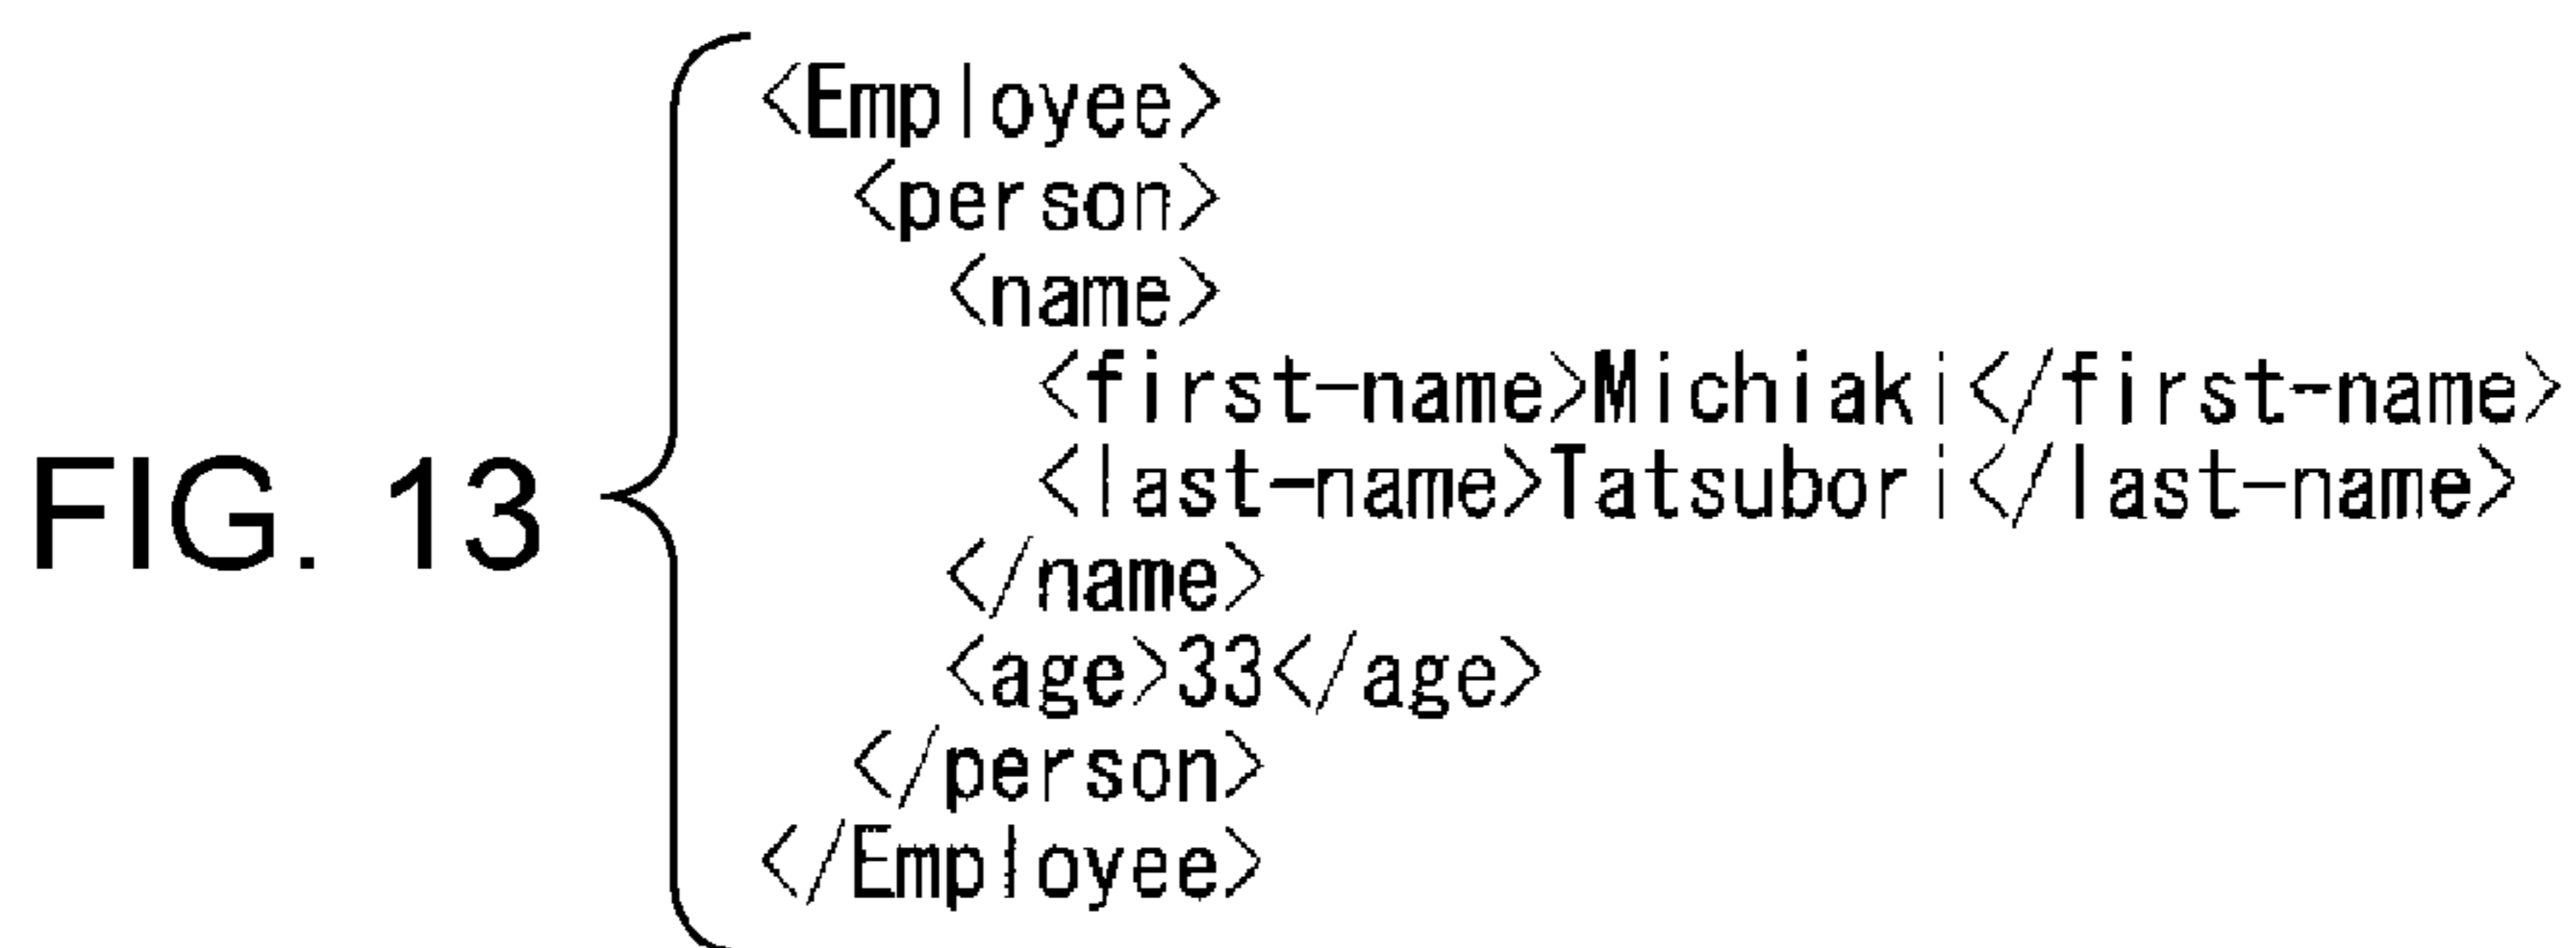 FIG. 13
<Employee>
  <person>
    <name>
      <first-name>Michiaki</first-name>
      <last-name>Tatsubori</last-name>
    </name>
    <age>33</age>
  </person>
</Employee>